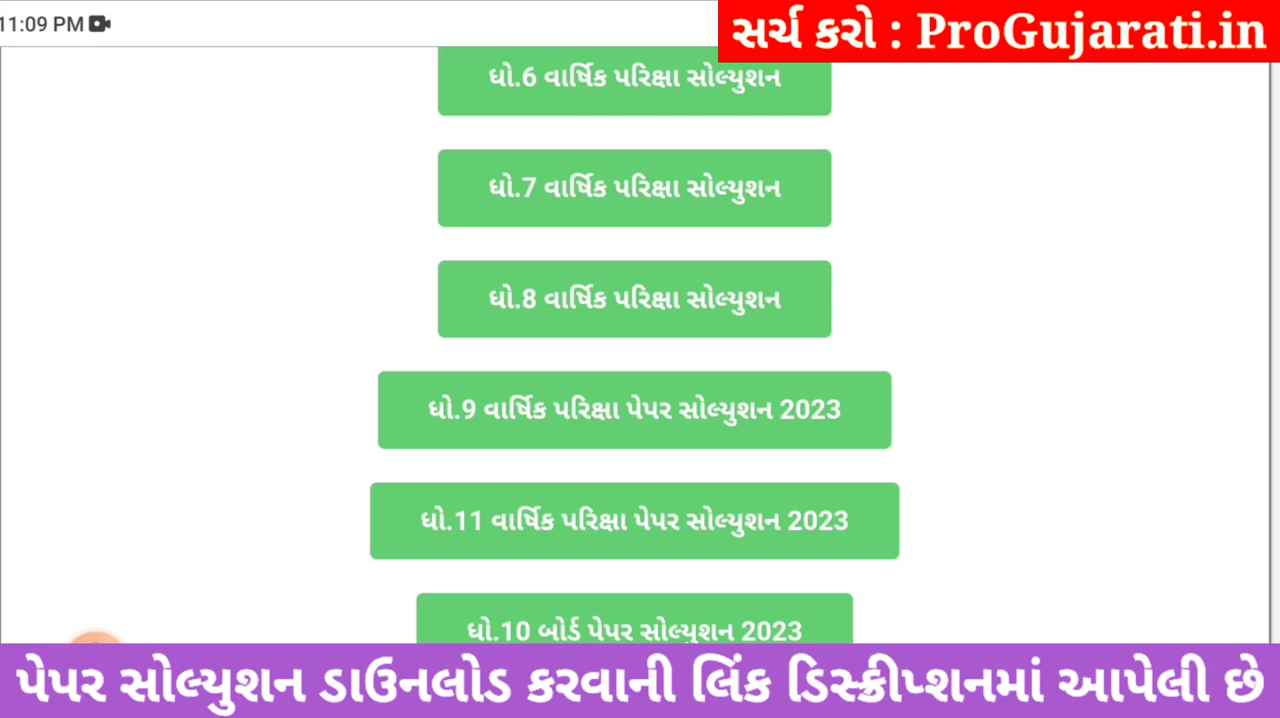 11:09 PM
સર્ચ કરો : ProGujarati.in
ધો.6 વાર્ષિક પરિક્ષા સોલ્યુશન
ધો.7 વાર્ષિક પરિક્ષા સોલ્યુશન
ધો.8 વાર્ષિક પરિક્ષા સોલ્યુશન
ધો.9 વાર્ષિક પરિક્ષા પેપર સોલ્યુશન 2023
ધો.11 વાર્ષિક પરિક્ષા પેપર સોલ્યુશન 2023
ધો.10 બોર્ડ પેપર સોલ્યુશન 2023
પેપર સોલ્યુશન ડાઉનલોડ કરવાની લિંક ડિસ્ક્રીપ્શનમાં આપેલી છે